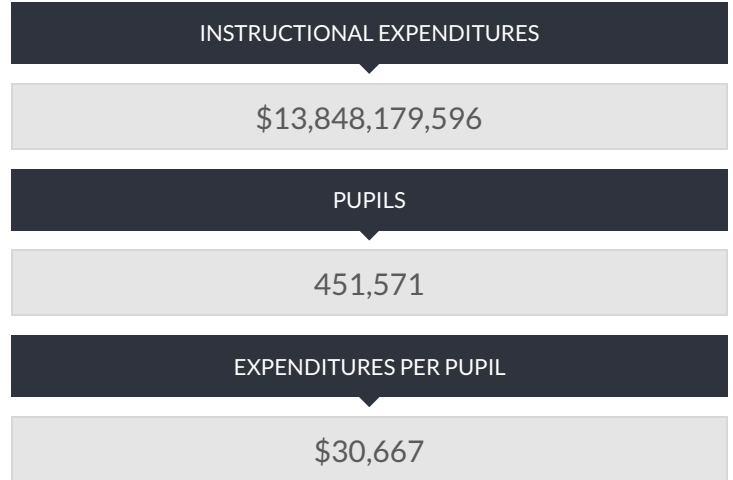 INSTRUCTIONAL EXPENDITURES
$13,848,179,596
PUPILS
451,571
EXPENDITURES PER PUPIL
$30,667